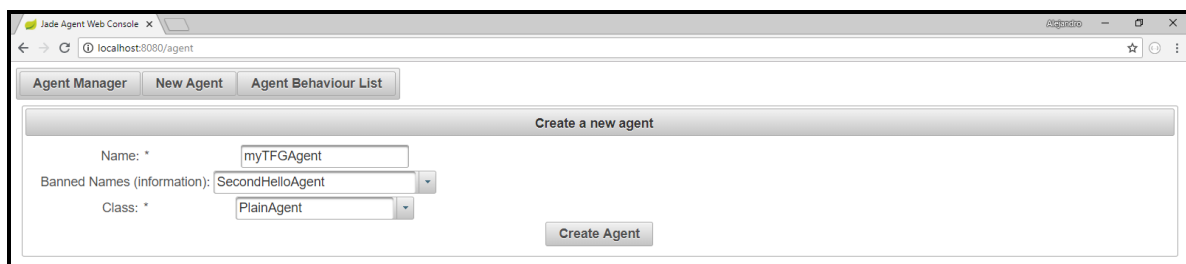 Jade Agent Web Console
Alejandro
localhost:8080/agent
Agent Manager New Agent Agent Behaviour List
Create a new agent
Name: * myTFGAgent
Banned Names (information): SecondHelloAgent
Class: * PlainAgent
Create Agent